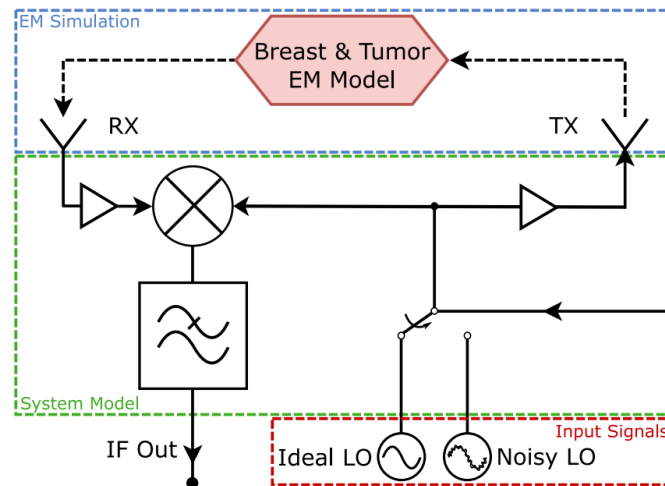 EM Simulation
Breast & Tumor
EM Model
RX
TX
System Model
IF Out
Input Signals
Ideal LO
Noisy LO